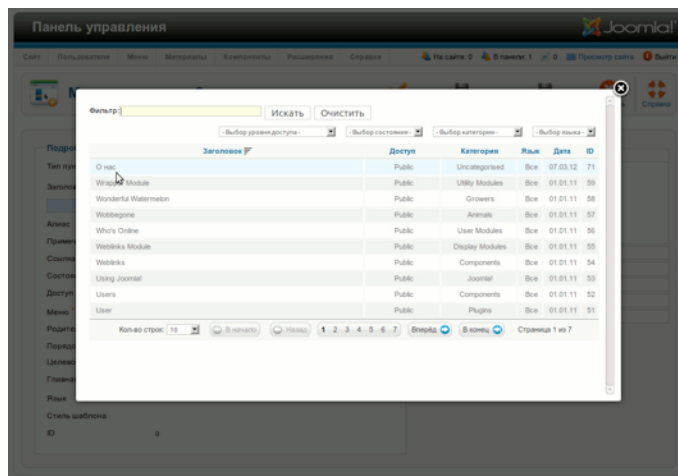 Панель управления
Joomla!
Сайт Пользователи Меню Материалы Компоненты Расширения Справка На сайте: 0 В панели: 1 0 Просмотр сайта Выйти
Справка
Фильтр: Искать Очистить
- Выбор уровня доступа - - Выбор состояния - - Выбор категории - - Выбор языка -
Заголовок Доступ Категория Язык Дата ID
О нас Public Uncategorised Все 07.03.12 71
Wrapper Module Public Utility Modules Все 01.01.11 59
Wonderful Watermelon Public Growers Все 01.01.11 58
Wobbegone Public Animals Все 01.01.11 57
Who's Online Public User Modules Все 01.01.11 56
Weblinks Module Public Display Modules Все 01.01.11 55
Weblinks Public Components Все 01.01.11 54
Using Joomla! Public Joomla! Все 01.01.11 53
Users Public Components Все 01.01.11 52
User Public Plugins Все 01.01.11 51
Кол-во строк: 10 В начало Назад 1 2 3 4 5 6 7 Вперёд В конец Страница 1 из 7
Алиас
Ссылка
Доступ
Меню
Язык
Стиль шаблона
ID 0